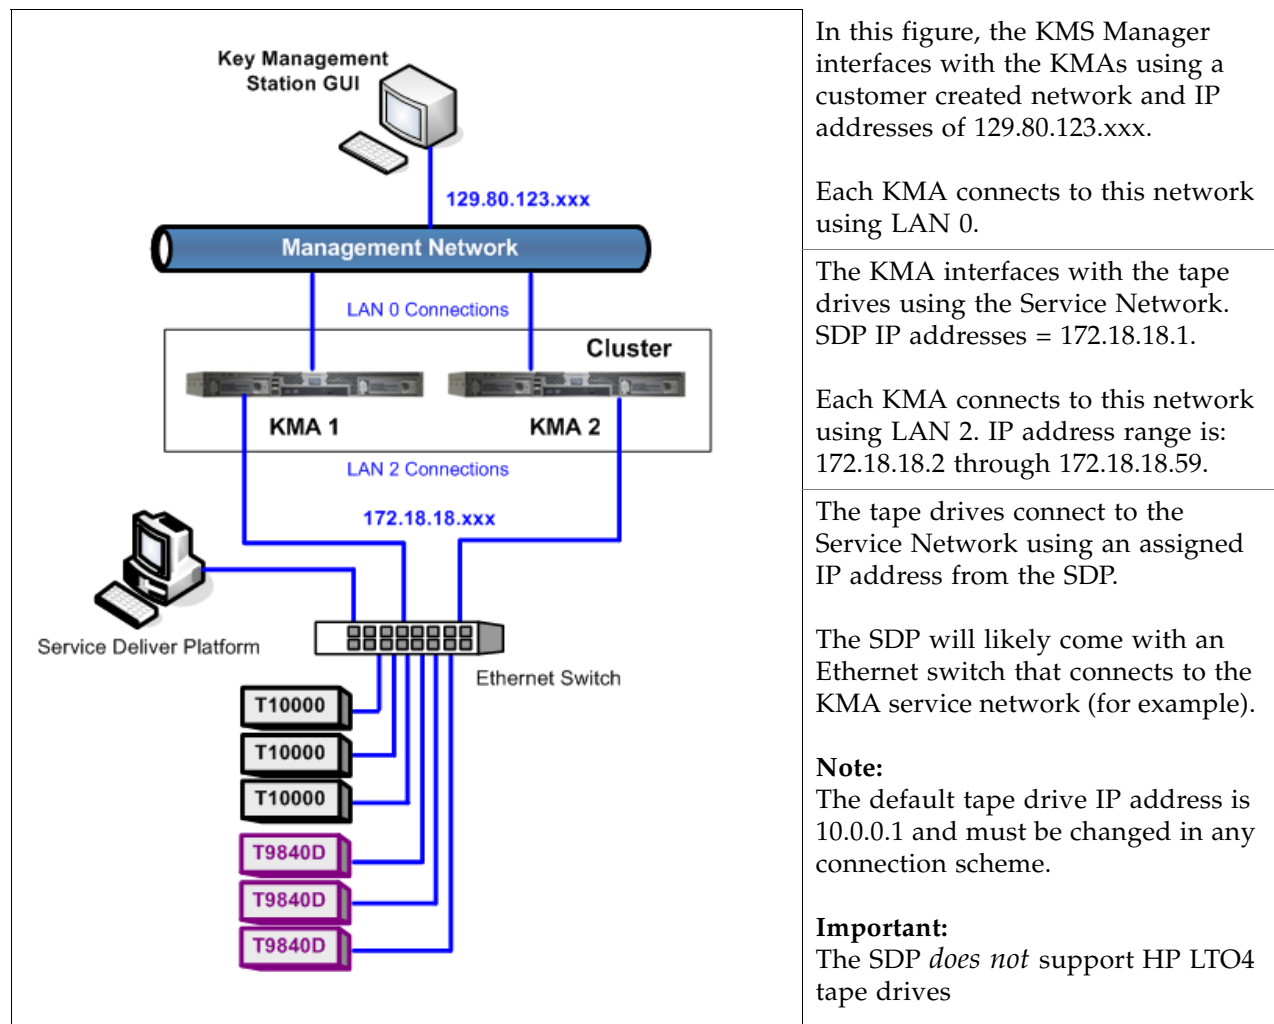 Key Management
Station GUI
129.80.123.xxx
Management Network
LAN 0 Connections
Cluster
KMA 1
KMA 2
LAN 2 Connections
172.18.18.xxx
Service Deliver Platform
Ethernet Switch
T10000
T10000
T10000
T9840D
T9840D
T9840D
In this figure, the KMS Manager
interfaces with the KMAs using a
customer created network and IP
addresses of 129.80.123.xxx.
Each KMA connects to this network
using LAN 0.
The KMA interfaces with the tape
drives using the Service Network.
SDP IP addresses = 172.18.18.1.
Each KMA connects to this network
using LAN 2. IP address range is:
172.18.18.2 through 172.18.18.59.
The tape drives connect to the
Service Network using an assigned
IP address from the SDP.
The SDP will likely come with an
Ethernet switch that connects to the
KMA service network (for example).
Note:
The default tape drive IP address is
10.0.0.1 and must be changed in any
connection scheme.
Important:
The SDP does not support HP LTO4
tape drives